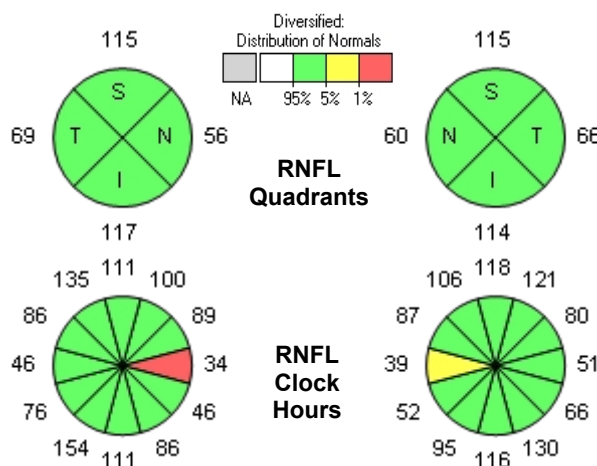 Diversified:
Distribution of Normals
NA 95% 5% 1%
115
S
69 T N 56
I
117
115
S
60 N T 66
I
114
RNFL
Quadrants
135 111 100
86 89
46 34
76 46
154 111 86
RNFL
Clock
Hours
106 118 121
87 80
39 51
52 66
95 116 130